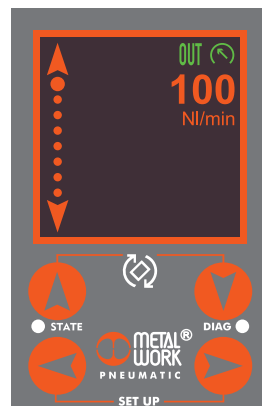 OUT
100
Nl/min
STATE
DIAG
METAL®
WORK
PNEUMATIC
SET UP